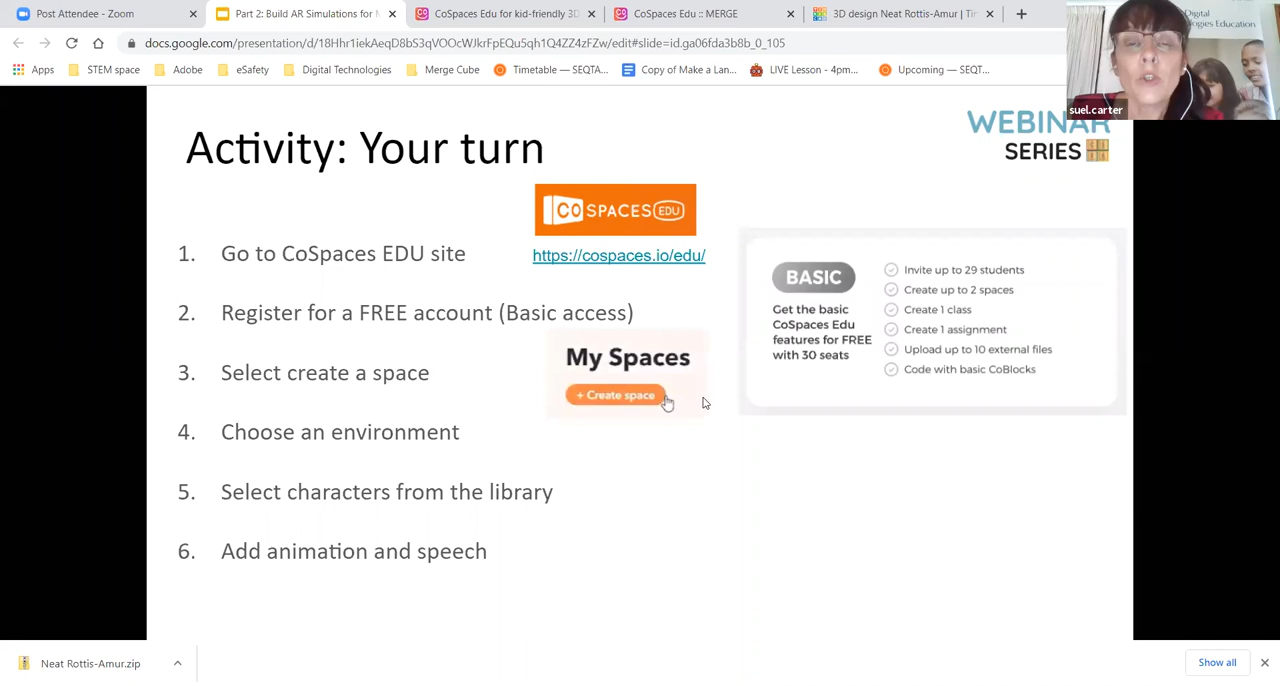 Post Attendee - Zoom
Part 2: Build AR Simulations for M
CoSpaces Edu for kid-friendly 3D
CoSpaces Edu :: MERGE
3D design Neat Rottis-Amur | Tin
docs.google.com/presentation/d/18Hhr1iekAeqD8bS3qVOOcWJkrFpEQu5qh1Q4ZZ4zFZw/edit#slide=id.ga06fda3b8b_0_105
Apps
STEM space
Adobe
eSafety
Digital Technologies
Merge Cube
Timetable — SEQTA...
Copy of Make a Lan...
LIVE Lesson - 4pm...
Upcoming — SEQT...
Digital
ologies Education
suel.carter
WEBINAR
SERIES
Activity: Your turn
CO SPACES EDU
1. Go to CoSpaces EDU site
https://cospaces.io/edu/
2. Register for a FREE account (Basic access)
My Spaces
+ Create space
3. Select create a space
4. Choose an environment
5. Select characters from the library
6. Add animation and speech
BASIC
Get the basic
CoSpaces Edu
features for FREE
with 30 seats
Invite up to 29 students
Create up to 2 spaces
Create 1 class
Create 1 assignment
Upload up to 10 external files
Code with basic CoBlocks
Neat Rottis-Amur.zip
Show all